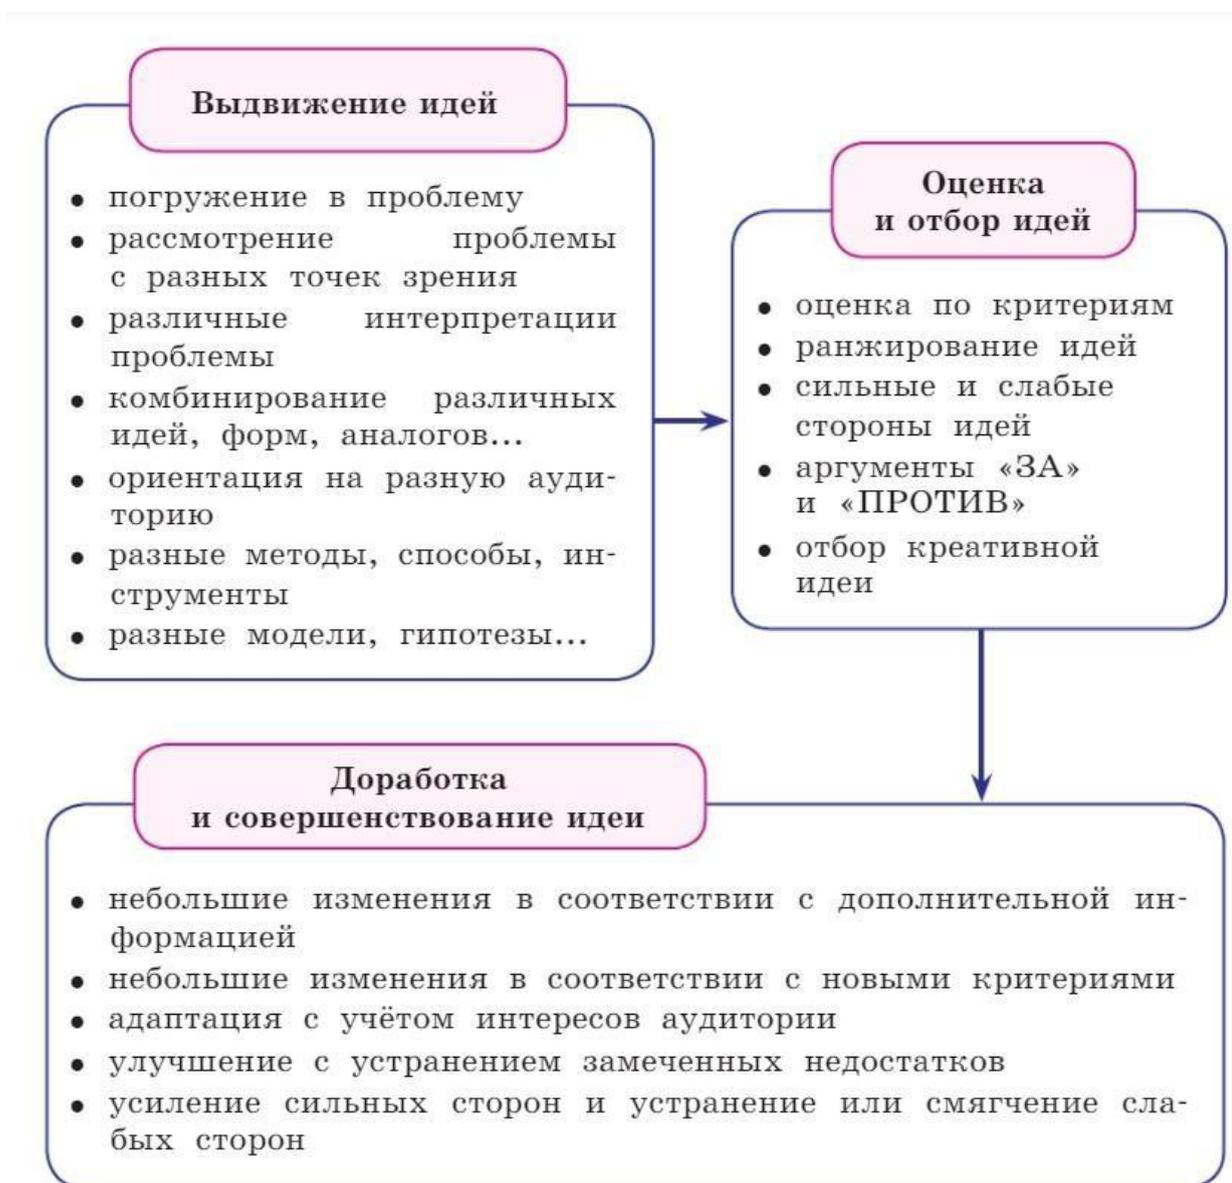 Выдвижение идей
• погружение в проблему
• рассмотрение проблемы
с разных точек зрения
• различные интерпретации
проблемы
• комбинирование различных
идей, форм, аналогов...
• ориентация на разную ауди-
торию
• разные методы, способы, ин-
струменты
• разные модели, гипотезы...
Оценка
и отбор идей
• оценка по критериям
• ранжирование идей
• сильные и слабые
стороны идей
• аргументы «ЗА»
и «ПРОТИВ»
• отбор креативной
идеи
Доработка
и совершенствование идеи
• небольшие изменения в соответствии с дополнительной ин-
формацией
• небольшие изменения в соответствии с новыми критериями
• адаптация с учётом интересов аудитории
• улучшение с устранением замеченных недостатков
• усиление сильных сторон и устранение или смягчение сла-
бых сторон